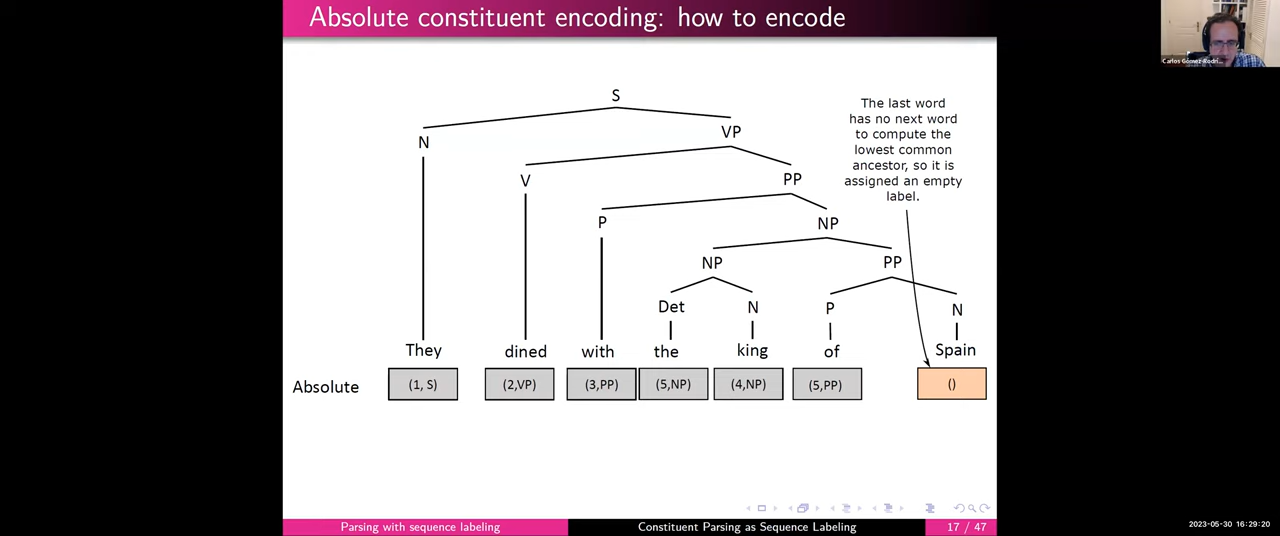 Absolute constituent encoding: how to encode
Carlos Gómez-Rodrí...
S
The last word
has no next word
to compute the
lowest common
ancestor, so it is
assigned an empty
label.
N
VP
V
PP
P
NP
NP
PP
Det
N
P
N
They dined with the king of Spain
Absolute (1, S) (2,VP) (3,PP) (5,NP) (4,NP) (5,PP) ()
Parsing with sequence labeling
Constituent Parsing as Sequence Labeling
17 / 47
2023-05-30 16:29:20